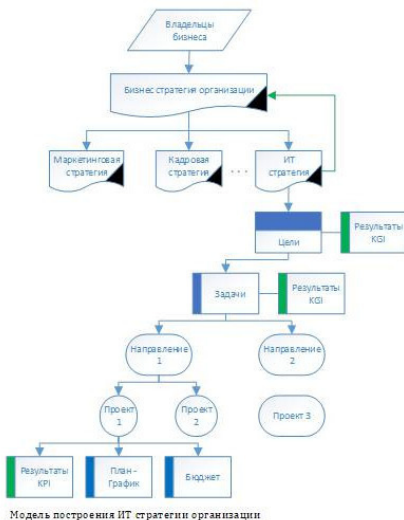 Владельцы
бизнеса
Бизнес стратегия организации
Маркетинговая
стратегия
Кадровая
стратегия
...
ИТ
стратегия
Цели
Результаты
KGI
Задачи
Результаты
KGI
Направление
1
Направление
2
Проект
1
Проект
2
Проект 3
Результаты
KPI
План -
График
Бюджет
Модель построения ИТ стратегии организации